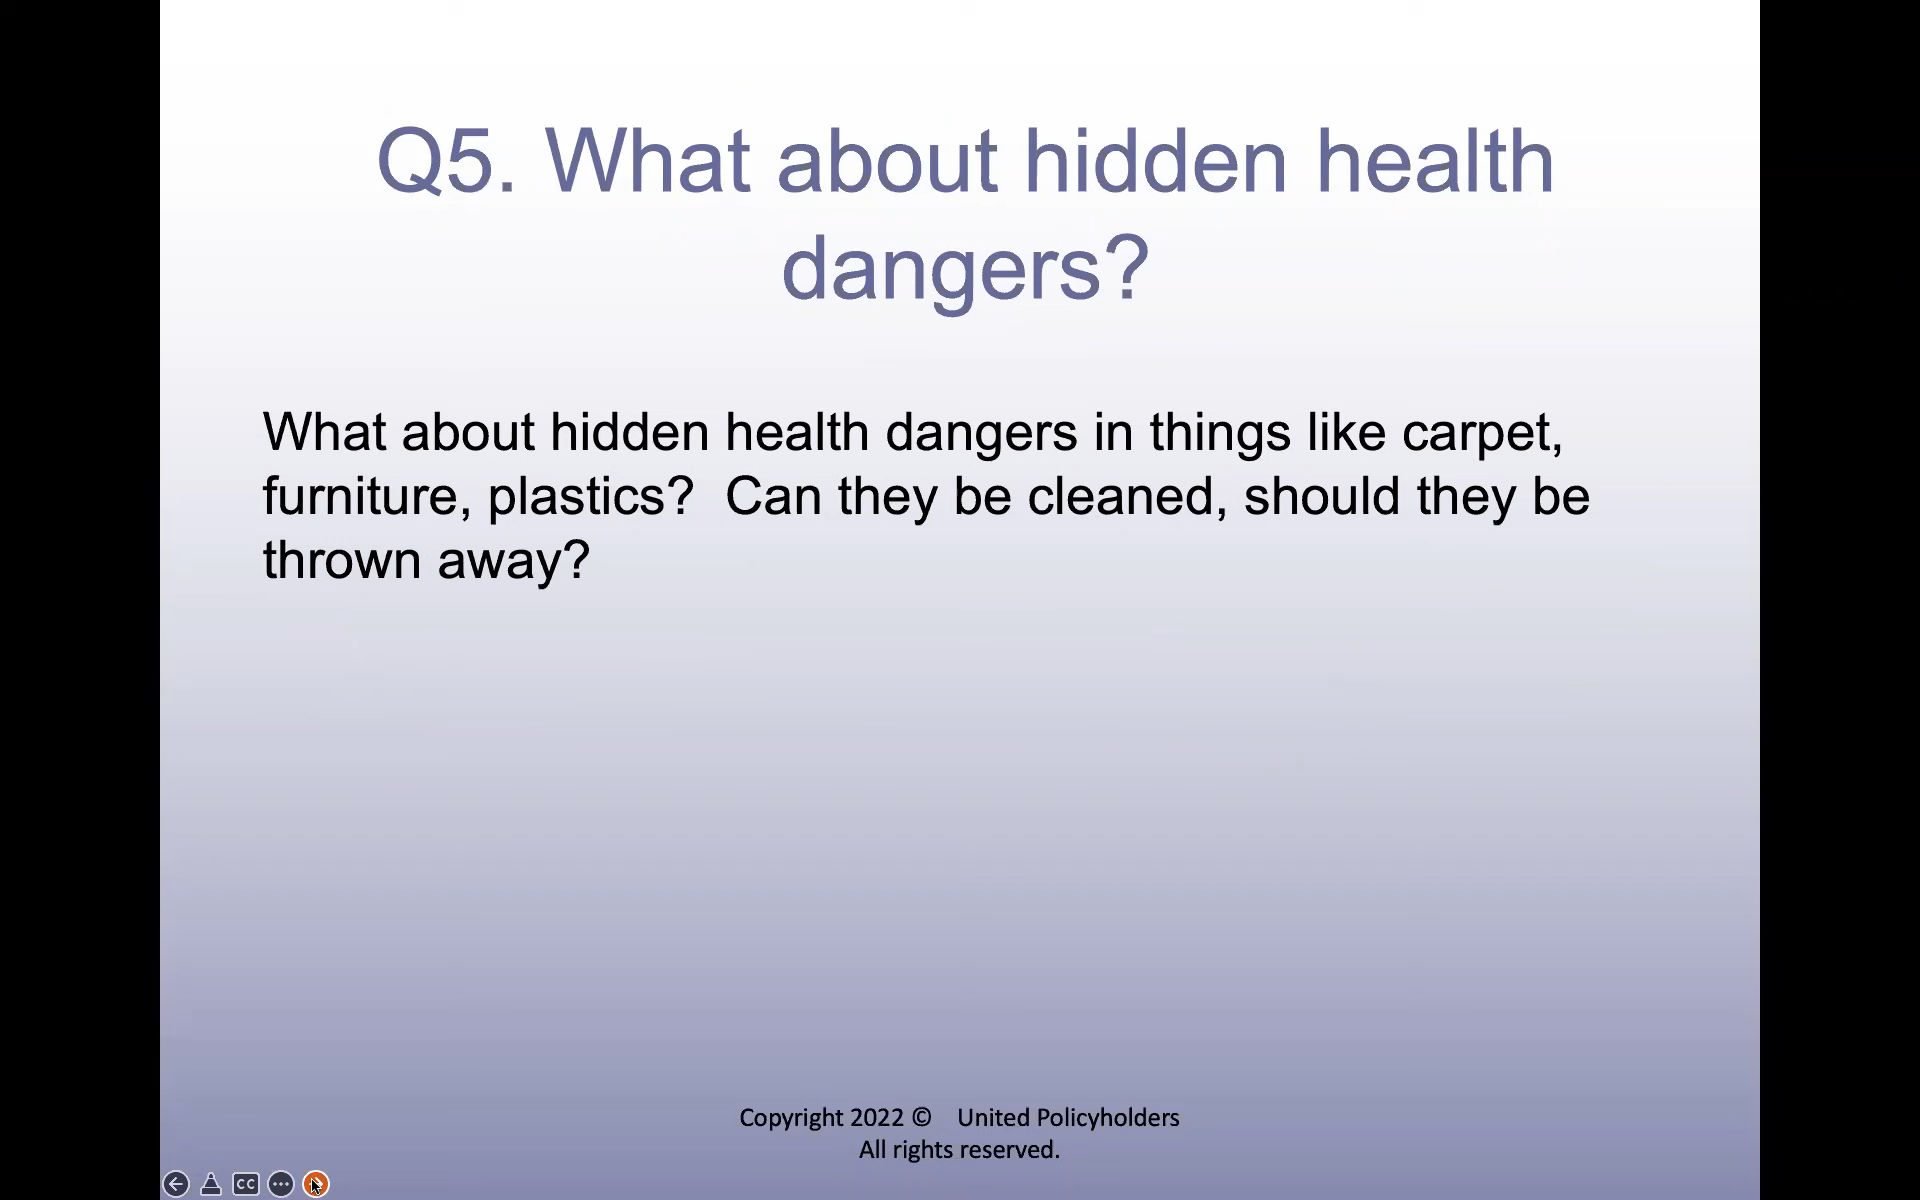 Q5. What about hidden health
dangers?
What about hidden health dangers in things like carpet,
furniture, plastics?  Can they be cleaned, should they be
thrown away?
Copyright 2022 ©    United Policyholders
All rights reserved.
CC